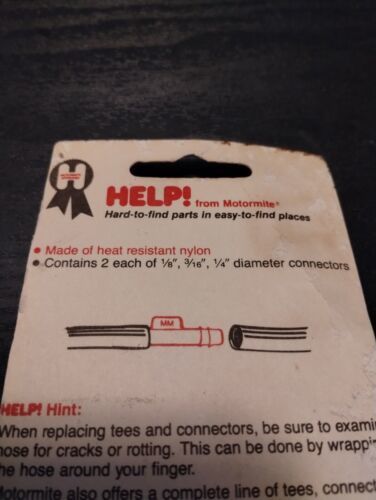 H
HELP! from Motormite®
Hard-to-find parts in easy-to-find places
• Made of heat resistant nylon
• Contains 2 each of 1/8", 3/16", 1/4" diameter connectors
MM
HELP! Hint:
When replacing tees and connectors, be sure to exami
hose for cracks or rotting. This can be done by wrappi
he hose around your finger.
Motormite also offers a complete line of tees, connect